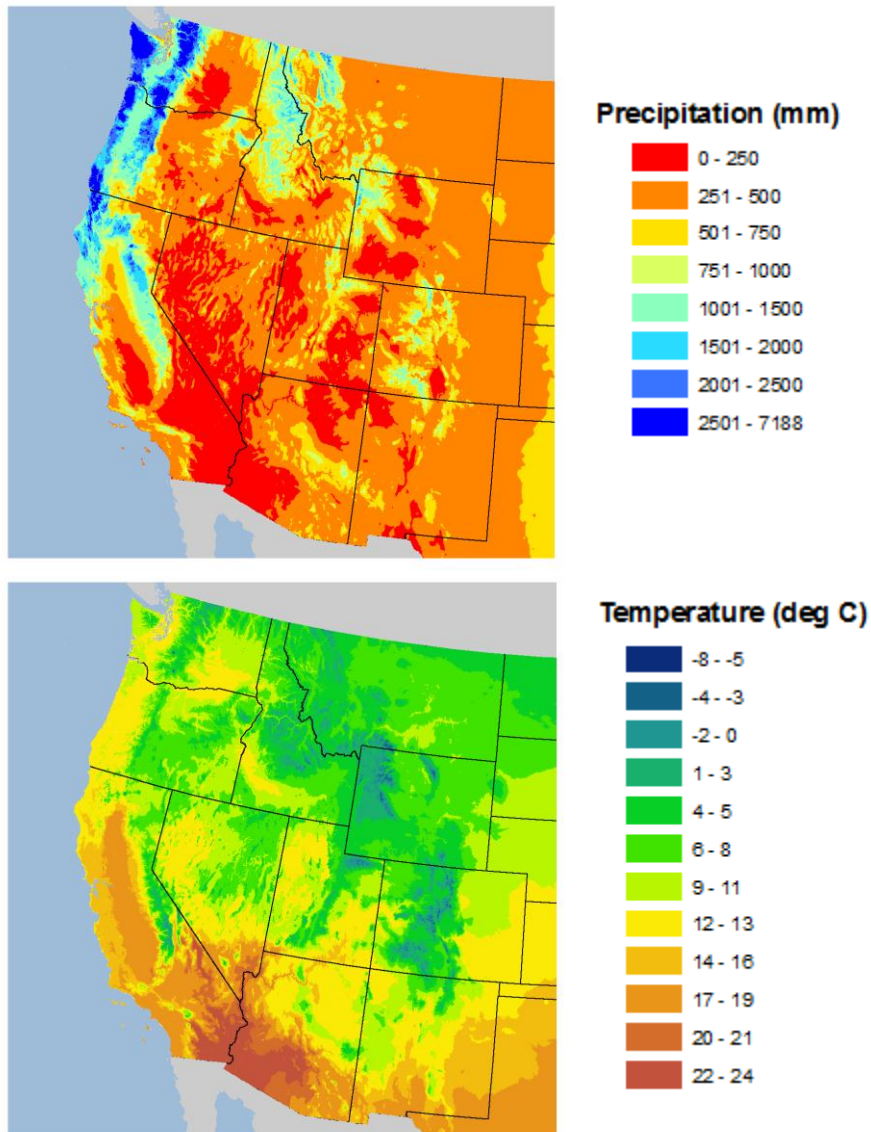 Precipitation (mm)
0 - 250
251 - 500
501 - 750
751 - 1000
1001 - 1500
1501 - 2000
2001 - 2500
2501 - 7188
Temperature (deg C)
-8 - -5
-4 - -3
-2 - 0
1 - 3
4 - 5
6 - 8
9 - 11
12 - 13
14 - 16
17 - 19
20 - 21
22 - 24